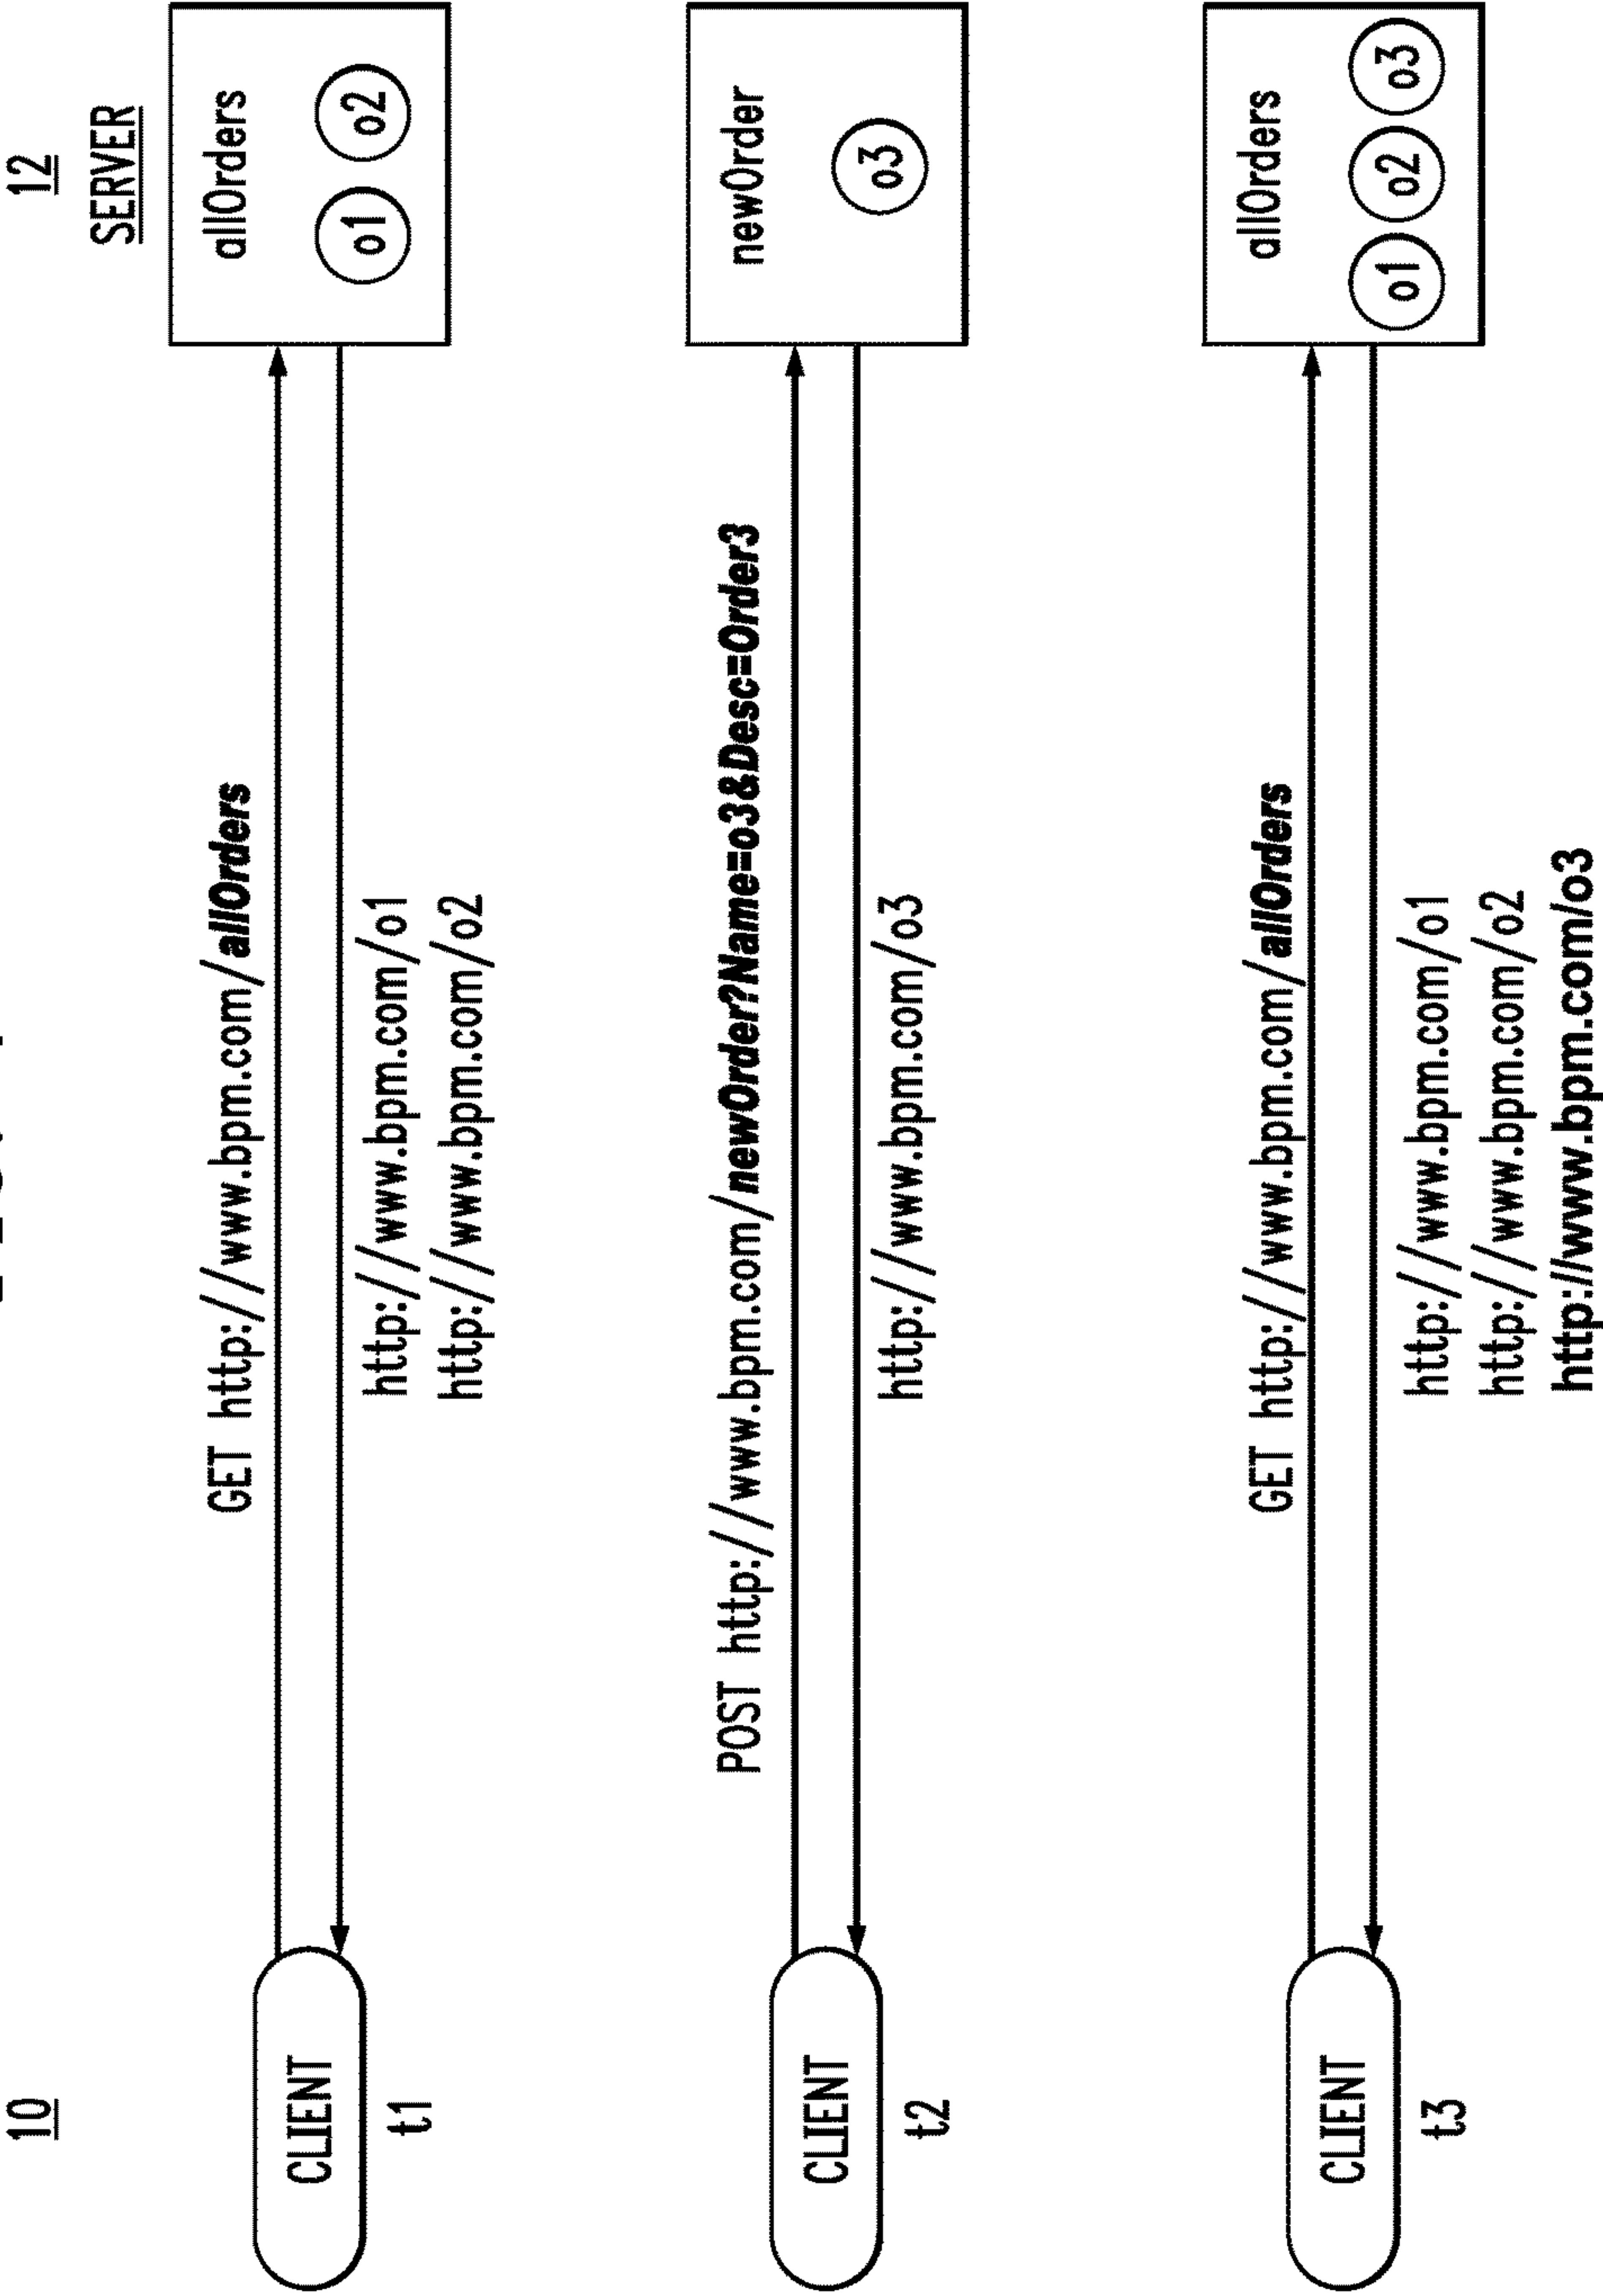 10
12
SERVER
GET http://www.bpm.com/allOrders
allOrders
o1 o2
http://www.bpm.com/o1
http://www.bpm.com/o2
CLIENT
t1
POST http://www.bpm.com/newOrder?Name=o3&Desc=Order3
newOrder
o3
http://www.bpm.com/o3
CLIENT
t2
GET http://www.bpm.com/allOrders
allOrders
o1 o2 o3
http://www.bpm.com/o1
http://www.bpm.com/o2
http://www.bpm.com/o3
CLIENT
t3